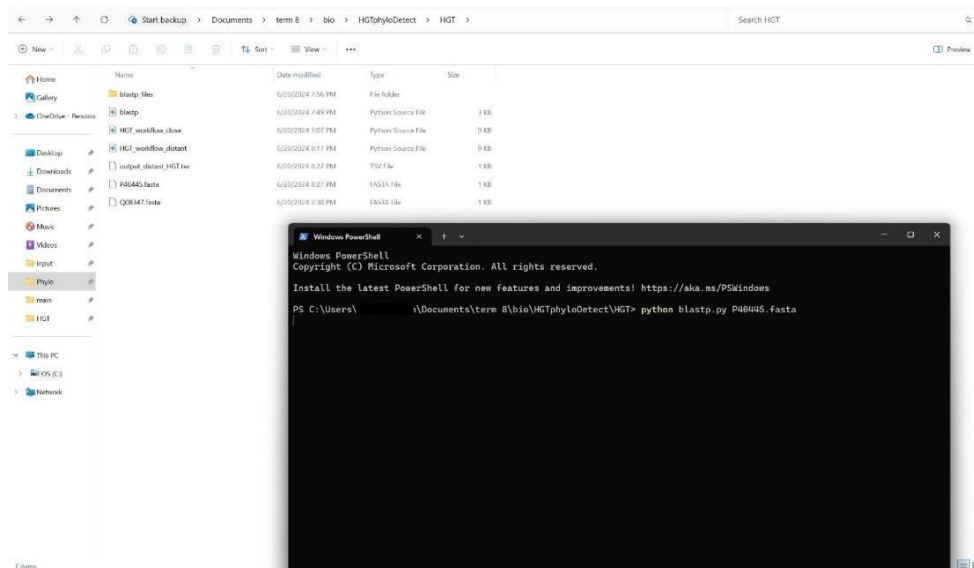 Start backup > Documents > term 8 > bio > HGTphyloDetect > HGT >
Search HGT
New Sort View ... Preview
Name Date modified Type Size
Home
Gallery
OneDrive - Persona
Desktop
Downloads
Documents
Pictures
Music
Videos
input
Phylo
main
HGT
This PC
OS (C:)
Network
blastp_files 6/20/2024 7:56 PM File folder
blastp 6/20/2024 7:49 PM Python Source File 3 KB
HGT_workflow_close 6/20/2024 7:07 PM Python Source File 9 KB
HGT_workflow_distant 6/20/2024 8:17 PM Python Source File 9 KB
output_distant_HGT.tsv 6/20/2024 8:22 PM TSV File 1 KB
P40445.fasta 6/20/2024 8:27 PM FASTA File 1 KB
Q08347.fasta 6/20/2024 2:38 PM FASTA File 1 KB
Windows PowerShell
Windows PowerShell
Copyright (C) Microsoft Corporation. All rights reserved.
Install the latest PowerShell for new features and improvements! https://aka.ms/PSWindows
PS C:\Users\ \Documents\term 8\bio\HGTphyloDetect\HGT> python blastp.py P40445.fasta
7 items